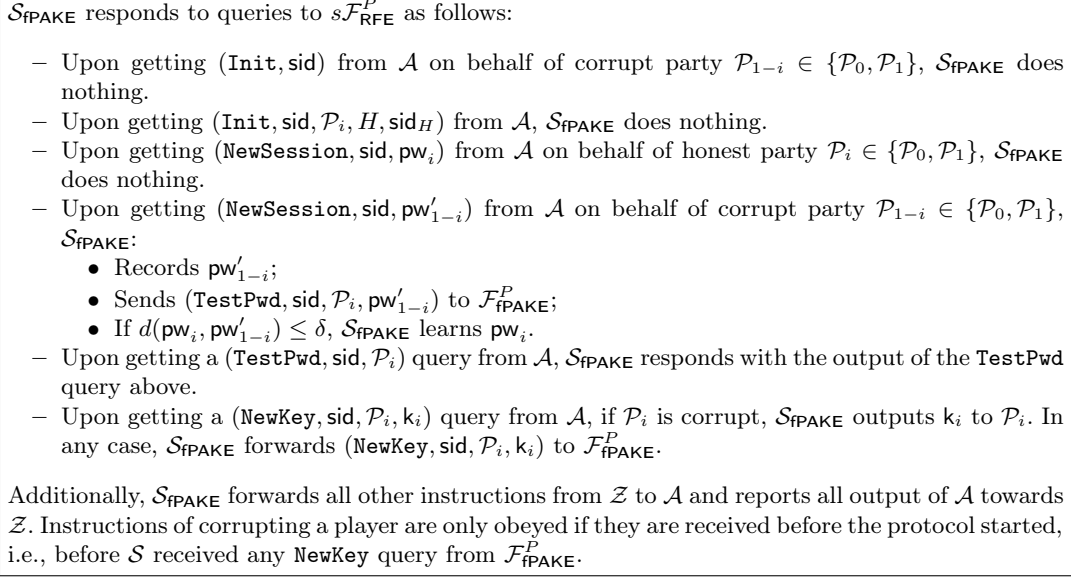 𝒮_fPAKE responds to queries to sℱ^P_RFE as follows:
– Upon getting (Init, sid) from 𝒜 on behalf of corrupt party 𝒫_{1−i} ∈ {𝒫_0, 𝒫_1}, 𝒮_fPAKE does
nothing.
– Upon getting (Init, sid, 𝒫_i, H, sid_H) from 𝒜, 𝒮_fPAKE does nothing.
– Upon getting (NewSession, sid, pw_i) from 𝒜 on behalf of honest party 𝒫_i ∈ {𝒫_0, 𝒫_1}, 𝒮_fPAKE
does nothing.
– Upon getting (NewSession, sid, pw′_{1−i}) from 𝒜 on behalf of corrupt party 𝒫_{1−i} ∈ {𝒫_0, 𝒫_1},
𝒮_fPAKE:
• Records pw′_{1−i};
• Sends (TestPwd, sid, 𝒫_i, pw′_{1−i}) to ℱ^P_fPAKE;
• If d(pw_i, pw′_{1−i}) ≤ δ, 𝒮_fPAKE learns pw_i.
– Upon getting a (TestPwd, sid, 𝒫_i) query from 𝒜, 𝒮_fPAKE responds with the output of the TestPwd
query above.
– Upon getting a (NewKey, sid, 𝒫_i, k_i) query from 𝒜, if 𝒫_i is corrupt, 𝒮_fPAKE outputs k_i to 𝒫_i. In
any case, 𝒮_fPAKE forwards (NewKey, sid, 𝒫_i, k_i) to ℱ^P_fPAKE.
Additionally, 𝒮_fPAKE forwards all other instructions from 𝒵 to 𝒜 and reports all output of 𝒜 towards
𝒵. Instructions of corrupting a player are only obeyed if they are received before the protocol started,
i.e., before 𝒮 received any NewKey query from ℱ^P_fPAKE.